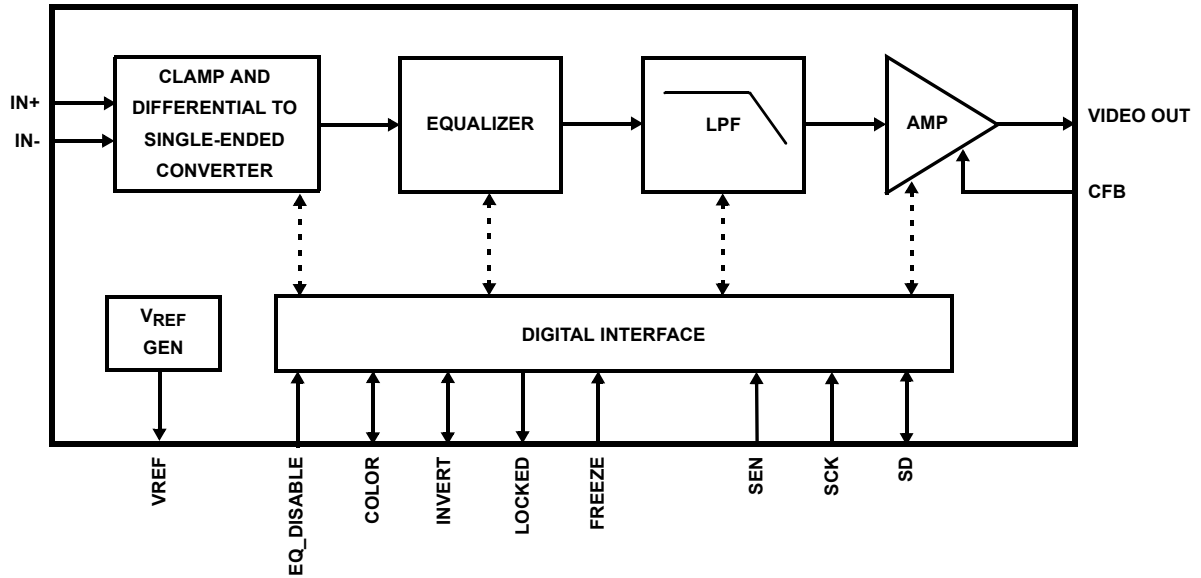 CLAMP AND
DIFFERENTIAL TO
SINGLE-ENDED
CONVERTER
IN+
IN-
EQUALIZER
LPF
AMP
VIDEO OUT
CFB
VREF
GEN
DIGITAL INTERFACE
VREF
EQ_DISABLE
COLOR
INVERT
LOCKED
FREEZE
SEN
SCK
SD